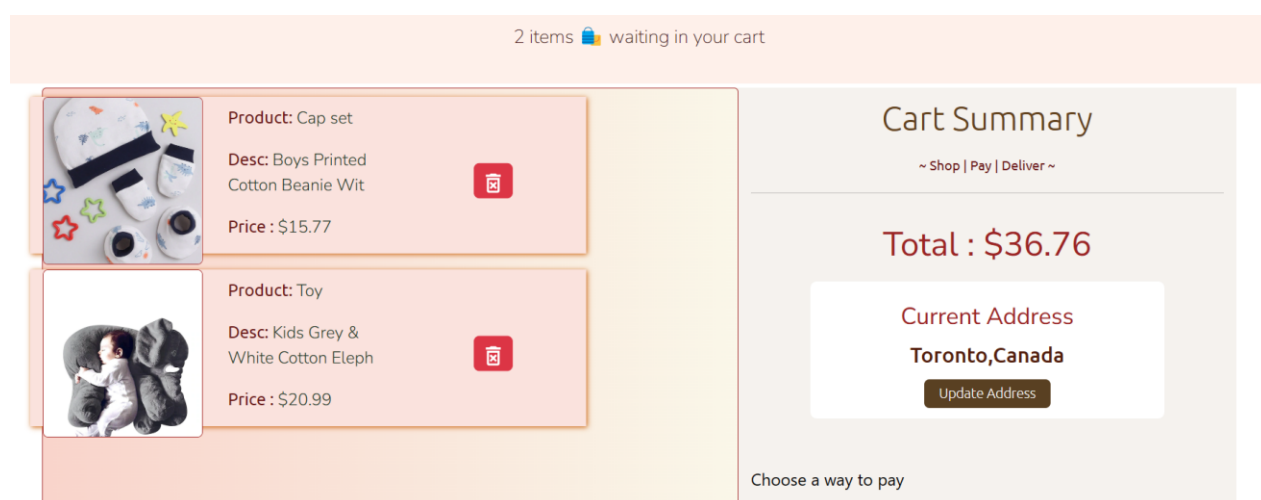 2 items 🛍️ waiting in your cart
Product: Cap set
Desc: Boys Printed
Cotton Beanie Wit
Price : $15.77
Product: Toy
Desc: Kids Grey &
White Cotton Eleph
Price : $20.99
Cart Summary
~ Shop | Pay | Deliver ~
Total : $36.76
Current Address
Toronto,Canada
Update Address
Choose a way to pay